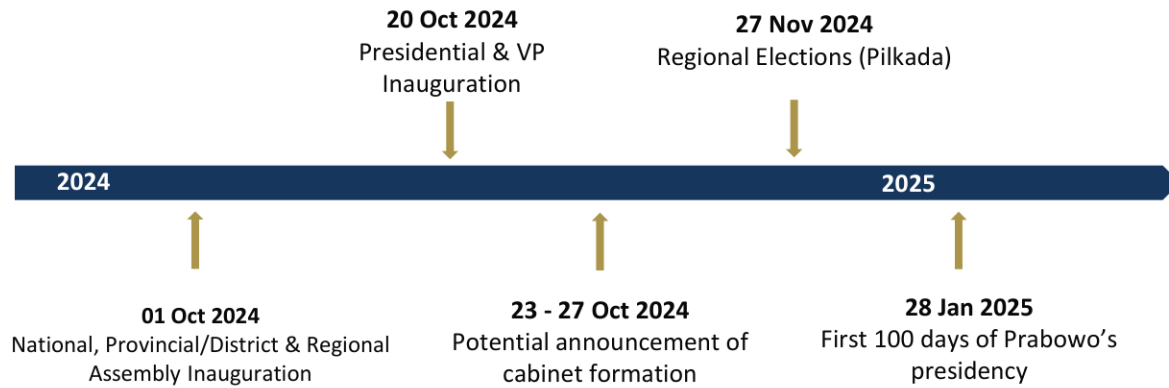 20 Oct 2024
Presidential & VP
Inauguration
27 Nov 2024
Regional Elections (Pilkada)
2024
2025
01 Oct 2024
National, Provincial/District & Regional
Assembly Inauguration
23 - 27 Oct 2024
Potential announcement of
cabinet formation
28 Jan 2025
First 100 days of Prabowo’s
presidency